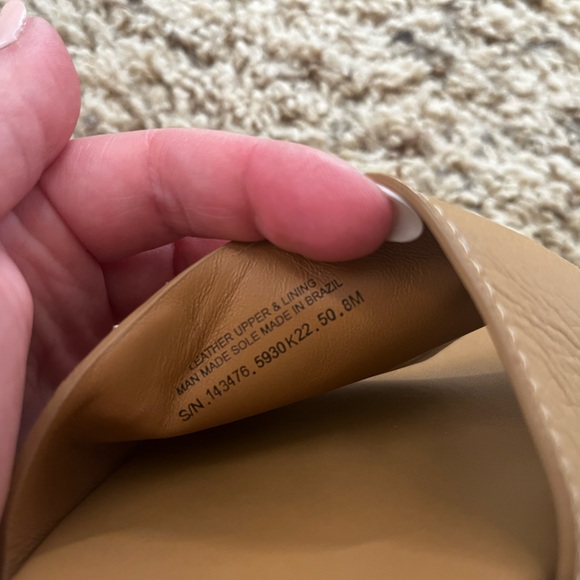 LEATHER UPPER & LINING
MAN MADE SOLE MADE IN BRAZIL
S/N.143476.5930K22.50.8M